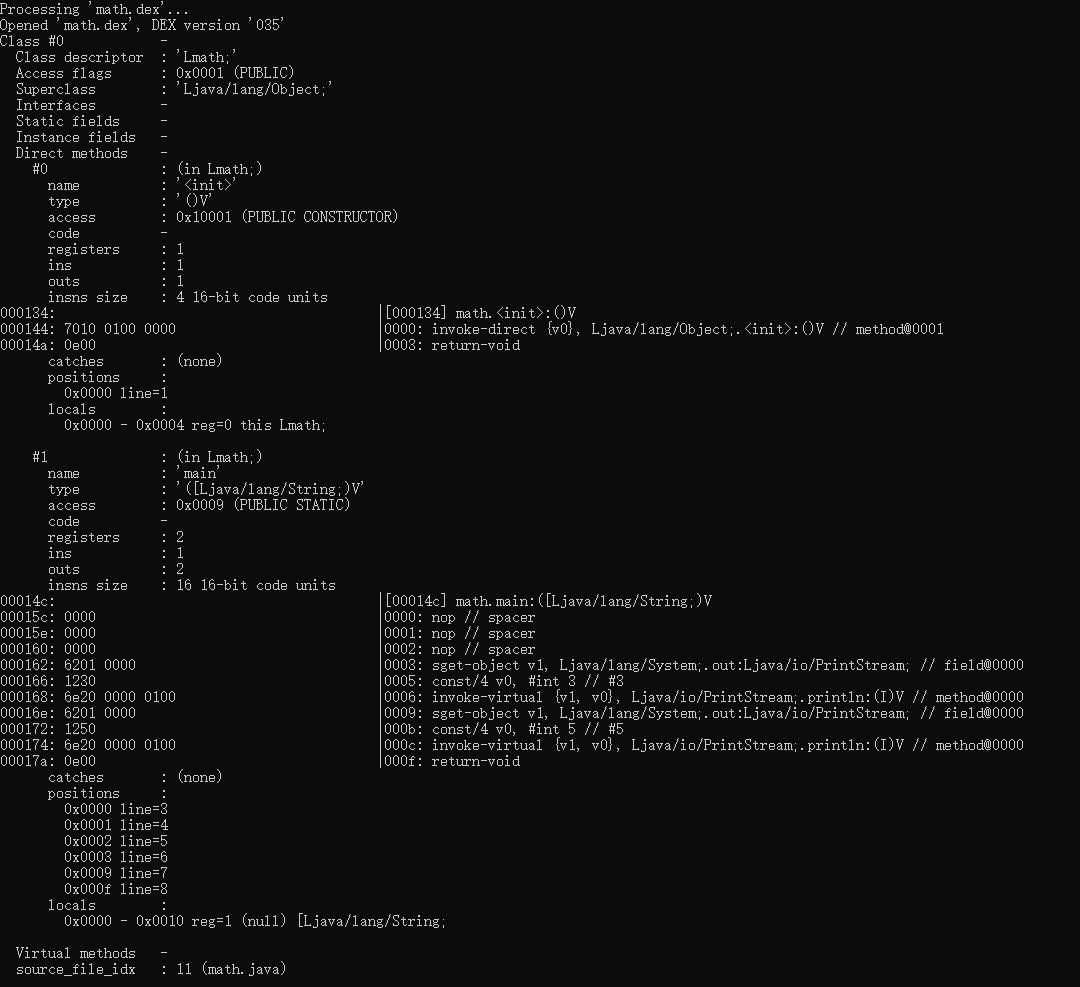 Processing 'math.dex'...
Opened 'math.dex', DEX version '035'
Class #0            -
  Class descriptor  : 'Lmath;'
  Access flags      : 0x0001 (PUBLIC)
  Superclass        : 'Ljava/lang/Object;'
  Interfaces        -
  Static fields     -
  Instance fields   -
  Direct methods    -
    #0              : (in Lmath;)
      name          : '<init>'
      type          : '()V'
      access        : 0x10001 (PUBLIC CONSTRUCTOR)
      code          -
      registers     : 1
      ins           : 1
      outs          : 1
      insns size    : 4 16-bit code units
000134:                                        |[000134] math.<init>:()V
000144: 7010 0100 0000                         |0000: invoke-direct {v0}, Ljava/lang/Object;.<init>:()V // method@0001
00014a: 0e00                                   |0003: return-void
      catches       : (none)
      positions     :
        0x0000 line=1
      locals        :
        0x0000 - 0x0004 reg=0 this Lmath;

    #1              : (in Lmath;)
      name          : 'main'
      type          : '([Ljava/lang/String;)V'
      access        : 0x0009 (PUBLIC STATIC)
      code          -
      registers     : 2
      ins           : 1
      outs          : 2
      insns size    : 16 16-bit code units
00014c:                                        |[00014c] math.main:([Ljava/lang/String;)V
00015c: 0000                                   |0000: nop // spacer
00015e: 0000                                   |0001: nop // spacer
000160: 0000                                   |0002: nop // spacer
000162: 6201 0000                              |0003: sget-object v1, Ljava/lang/System;.out:Ljava/io/PrintStream; // field@0000
000166: 1230                                   |0005: const/4 v0, #int 3 // #3
000168: 6e20 0000 0100                         |0006: invoke-virtual {v1, v0}, Ljava/io/PrintStream;.println:(I)V // method@0000
00016e: 6201 0000                              |0009: sget-object v1, Ljava/lang/System;.out:Ljava/io/PrintStream; // field@0000
000172: 1250                                   |000b: const/4 v0, #int 5 // #5
000174: 6e20 0000 0100                         |000c: invoke-virtual {v1, v0}, Ljava/io/PrintStream;.println:(I)V // method@0000
00017a: 0e00                                   |000f: return-void
      catches       : (none)
      positions     :
        0x0000 line=3
        0x0001 line=4
        0x0002 line=5
        0x0003 line=6
        0x0009 line=7
        0x000f line=8
      locals        :
        0x0000 - 0x0010 reg=1 (null) [Ljava/lang/String;

  Virtual methods   -
  source_file_idx   : 11 (math.java)